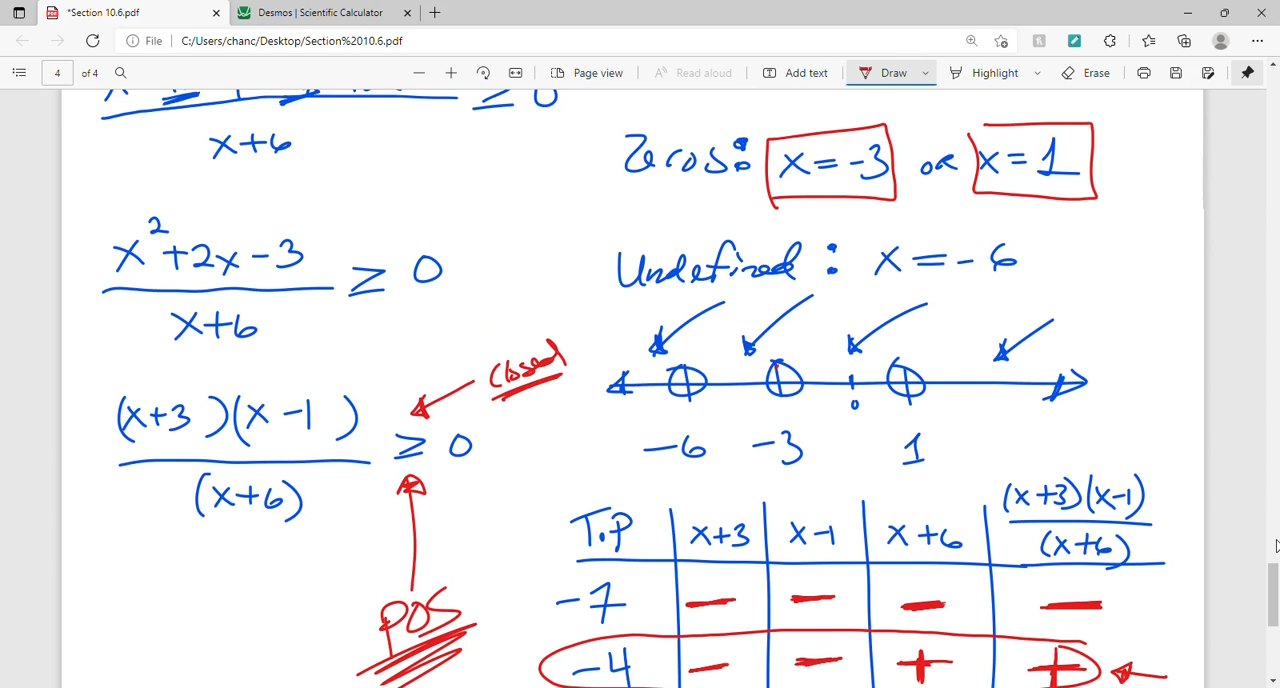 *Section 10.6.pdf
Desmos | Scientific Calculator
File
C:/Users/chanc/Desktop/Section%2010.6.pdf
4 of 4
Page view
Read aloud
Add text
Draw
Highlight
Erase
≥ 0
x+6
Zeros: x = -3 or x = 1
x² + 2x - 3
≥ 0
x+6
Undefined: x = -6
closed
0
-6 -3 1
(x+3)(x-1)
≥ 0
(x+6)
POS
T.P x+3 x-1 x+6 (x+3)(x-1)
(x+6)
-7 - - - -
-4 - - + +